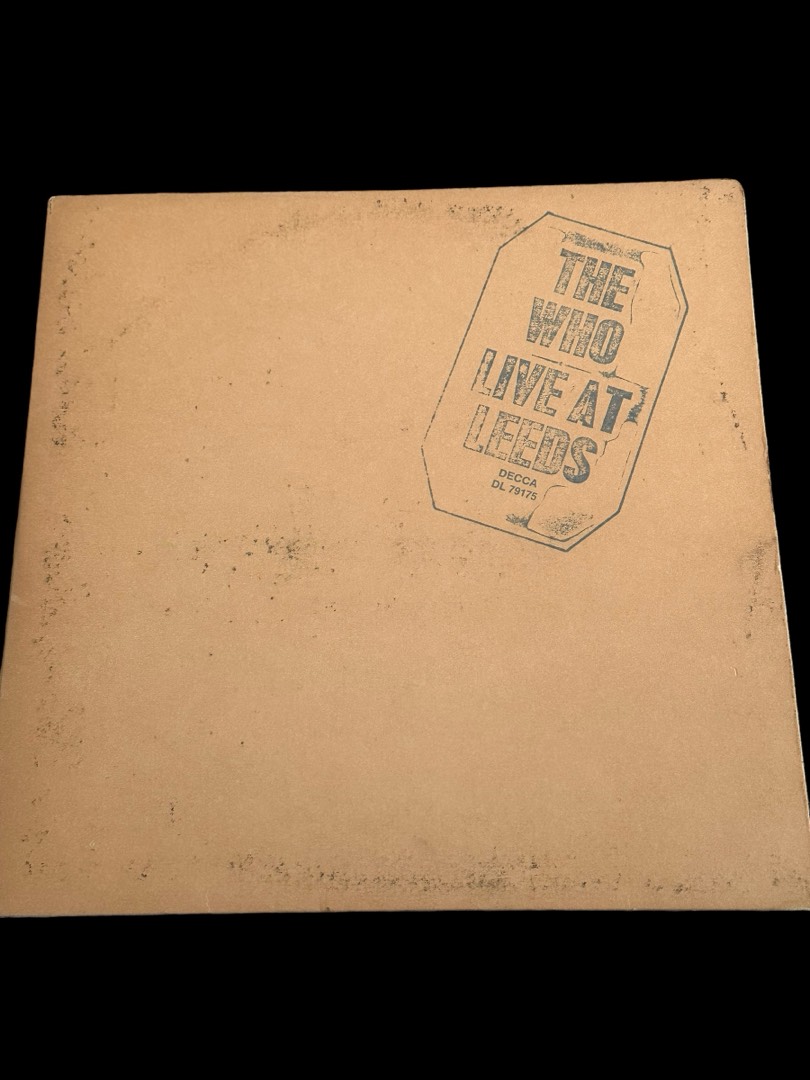 THE
WHO
LIVE AT
LEEDS
DECCA
DL 79175